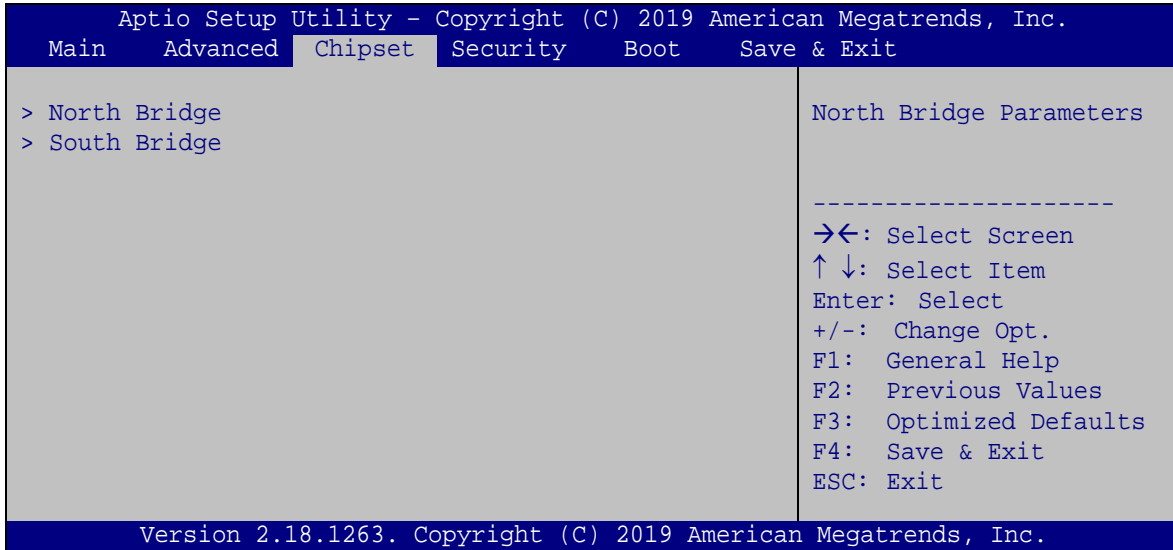 Aptio Setup Utility – Copyright (C) 2019 American Megatrends, Inc.
Main Advanced Chipset Security Boot Save & Exit
> North Bridge
> South Bridge
North Bridge Parameters
---------------------
→←: Select Screen
↑ ↓: Select Item
Enter: Select
+/-: Change Opt.
F1: General Help
F2: Previous Values
F3: Optimized Defaults
F4: Save & Exit
ESC: Exit
Version 2.18.1263. Copyright (C) 2019 American Megatrends, Inc.